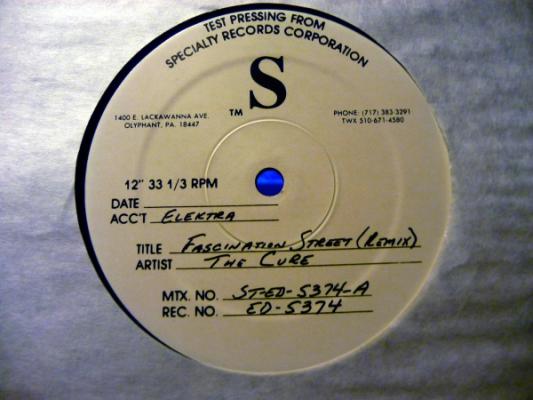 TEST PRESSING FROM
SPECIALTY RECORDS CORPORATION
S
TM
1400 E. LACKAWANNA AVE.
OLYPHANT, PA. 18447
PHONE: (717) 383-3291
TWX 510-671-4580
12" 33 1/3 RPM
DATE
ACC'T ELEKTRA
TITLE FASCINATION STREET (REMIX)
ARTIST THE CURE
MTX. NO. ST-ED-5374-A
REC. NO. ED-5374